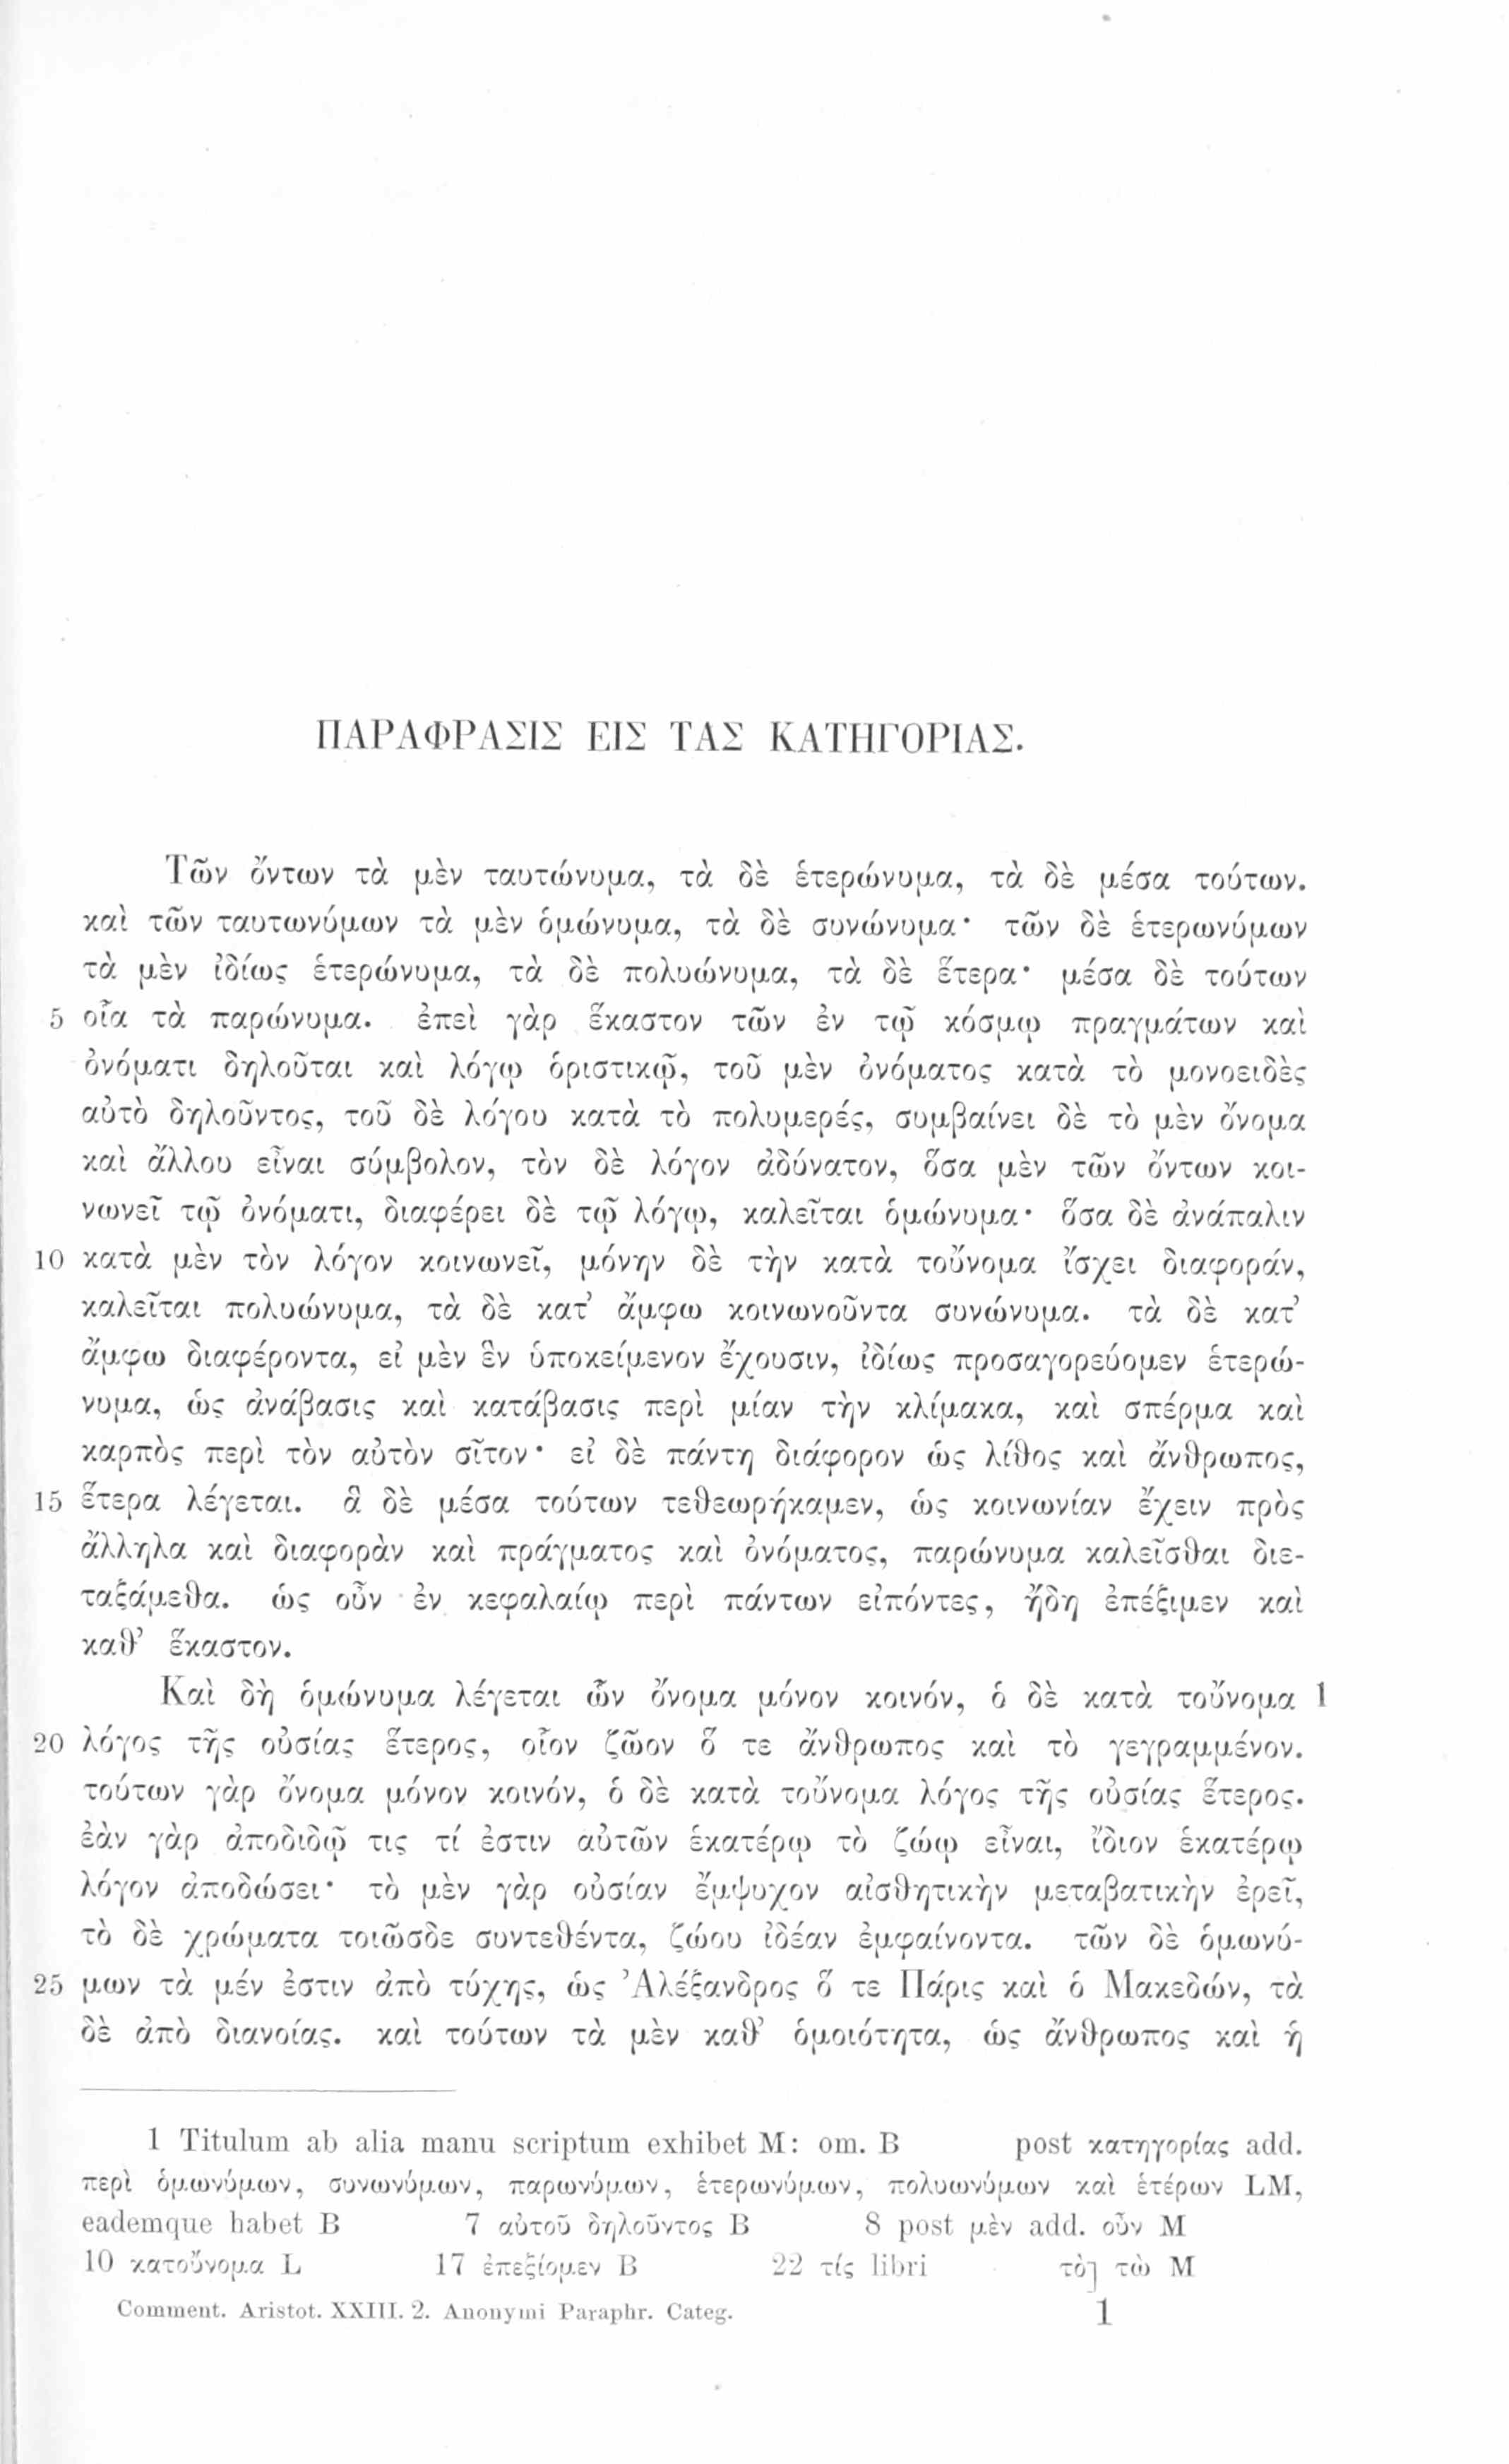 ΠΑΡΑΦΡΑΣΙΣ ΕΙΣ ΤΑΣ ΚΑΤΗΓΟΡΙΑΣ.
Τῶν ὄντων τὰ μὲν ταυτώνυμα, τὰ δὲ ἑτερώνυμα, τὰ δὲ μέσα τούτων.
καὶ τῶν ταυτωνύμων τὰ μὲν ὁμώνυμα, τὰ δὲ συνώνυμα· τῶν δὲ ἑτερωνύμων
τὰ μὲν ἰδίως ἑτερώνυμα, τὰ δὲ πολυώνυμα, τὰ δὲ ἕτερα· μέσα δὲ τούτων
5 οἷα τὰ παρώνυμα. ἐπεὶ γὰρ ἕκαστον τῶν ἐν τῷ κόσμῳ πραγμάτων καὶ
ὀνόματι δηλοῦται καὶ λόγῳ ὁριστικῷ, τοῦ μὲν ὀνόματος κατὰ τὸ μονοειδὲς
αὐτὸ δηλοῦντος, τοῦ δὲ λόγου κατὰ τὸ πολυμερές, συμβαίνει δὲ τὸ μὲν ὄνομα
καὶ ἄλλου εἶναι σύμβολον, τὸν δὲ λόγον ἀδύνατον, ὅσα μὲν τῶν ὄντων κοι-
νωνεῖ τῷ ὀνόματι, διαφέρει δὲ τῷ λόγῳ, καλεῖται ὁμώνυμα· ὅσα δὲ ἀνάπαλιν
10 κατὰ μὲν τὸν λόγον κοινωνεῖ, μόνην δὲ τὴν κατὰ τοὔνομα ἴσχει διαφοράν,
καλεῖται πολυώνυμα, τὰ δὲ κατ’ ἄμφω κοινωνοῦντα συνώνυμα. τὰ δὲ κατ’
ἄμφω διαφέροντα, εἰ μὲν ἓν ὑποκείμενον ἔχουσιν, ἰδίως προσαγορεύομεν ἑτερώ-
νυμα, ὡς ἀνάβασις καὶ κατάβασις περὶ μίαν τὴν κλίμακα, καὶ σπέρμα καὶ
καρπὸς περὶ τὸν αὐτὸν σῖτον· εἰ δὲ πάντη διάφορον ὡς λίθος καὶ ἄνθρωπος,
15 ἕτερα λέγεται. ἃ δὲ μέσα τούτων τεθεωρήκαμεν, ὡς κοινωνίαν ἔχειν πρὸς
ἄλληλα καὶ διαφορὰν καὶ πράγματος καὶ ὀνόματος, παρώνυμα καλεῖσθαι διε-
ταξάμεθα. ὡς οὖν ἐν κεφαλαίῳ περὶ πάντων εἰπόντες, ἤδη ἐπέξιμεν καὶ
καθ’ ἕκαστον.
Καὶ δὴ ὁμώνυμα λέγεται ὧν ὄνομα μόνον κοινόν, ὁ δὲ κατὰ τοὔνομα 1
20 λόγος τῆς οὐσίας ἕτερος, οἷον ζῶον ὅ τε ἄνθρωπος καὶ τὸ γεγραμμένον.
τούτων γὰρ ὄνομα μόνον κοινόν, ὁ δὲ κατὰ τοὔνομα λόγος τῆς οὐσίας ἕτερος.
ἐὰν γὰρ ἀποδιδῷ τις τί ἐστιν αὐτῶν ἑκατέρῳ τὸ ζώῳ εἶναι, ἴδιον ἑκατέρῳ
λόγον ἀποδώσει· τὸ μὲν γὰρ οὐσίαν ἔμψυχον αἰσθητικὴν μεταβατικὴν ἐρεῖ,
τὸ δὲ χρώματα τοιῶσδε συντεθέντα, ζώου ἰδέαν ἐμφαίνοντα. τῶν δὲ ὁμωνύ-
25 μων τὰ μέν ἐστιν ἀπὸ τύχης, ὡς Ἀλέξανδρος ὅ τε Πάρις καὶ ὁ Μακεδών, τὰ
δὲ ἀπὸ διανοίας. καὶ τούτων τὰ μὲν καθ’ ὁμοιότητα, ὡς ἄνθρωπος καὶ ἡ
1 Titulum ab alia manu scriptum exhibet M: om. B post κατηγορίας add.
περὶ ὁμωνύμων, συνωνύμων, παρωνύμων, ἑτερωνύμων, πολυωνύμων καὶ ἑτέρων LM,
eademque habet B 7 αὐτοῦ δηλοῦντος B 8 post μὲν add. οὖν M
10 κατοὔνομα L 17 ἐπεξίομεν B 22 τίς libri τὸ] τῶ M
Comment. Aristot. XXIII. 2. Anonymi Paraphr. Categ. 1